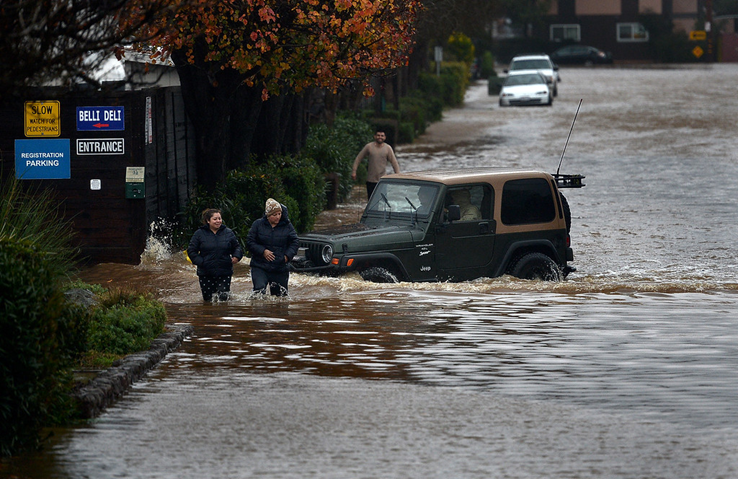 SLOW
WATCH FOR
PEDESTRIANS
BELLI DELI
ENTRANCE
REGISTRATION
PARKING
Jeep